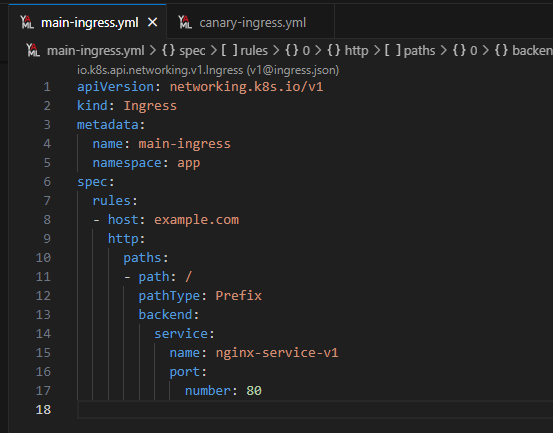 main-ingress.yml
canary-ingress.yml
main-ingress.yml > {} spec > [ ] rules > {} 0 > {} http > [ ] paths > {} 0 > {} backen
io.k8s.api.networking.v1.Ingress (v1@ingress.json)
1 apiVersion: networking.k8s.io/v1
2 kind: Ingress
3 metadata:
4   name: main-ingress
5   namespace: app
6 spec:
7   rules:
8   - host: example.com
9     http:
10       paths:
11       - path: /
12         pathType: Prefix
13         backend:
14           service:
15             name: nginx-service-v1
16             port:
17               number: 80
18